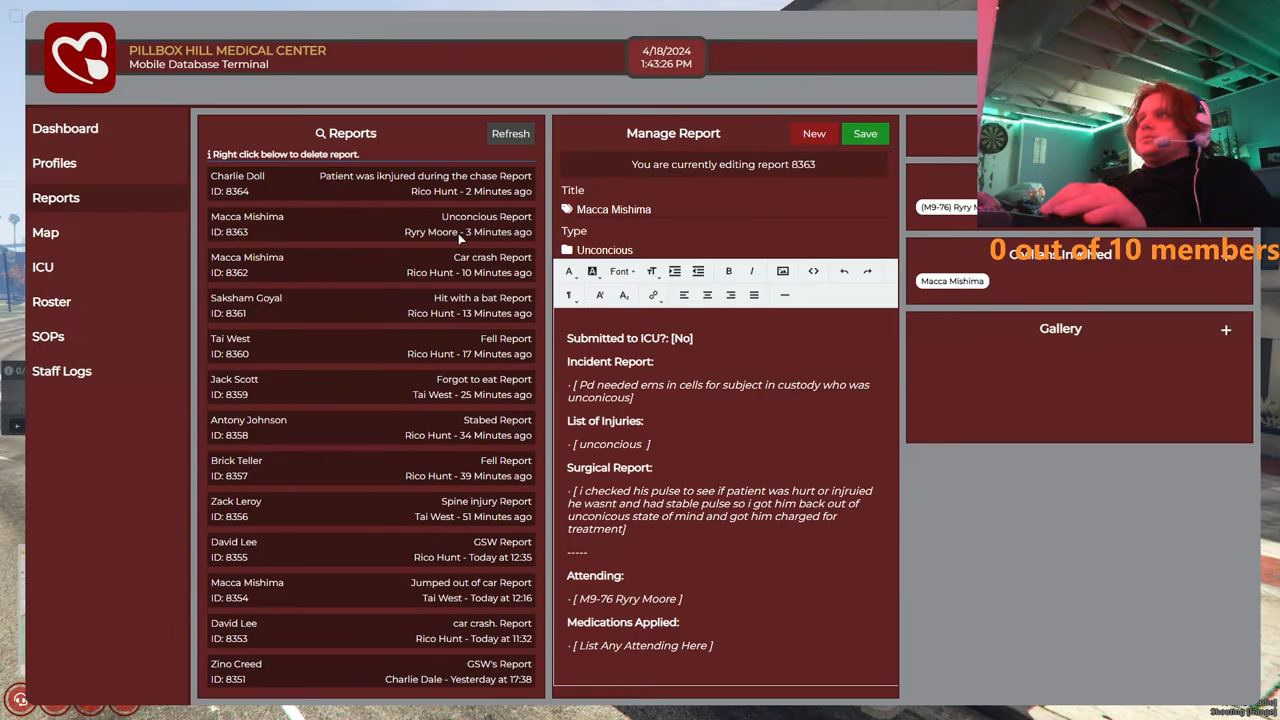 PILLBOX HILL MEDICAL CENTER
Mobile Database Terminal
4/18/2024
1:43:26 PM
Dashboard
Profiles
Reports
Map
ICU
Roster
SOPs
Staff Logs
Reports
Refresh
Right click below to delete report.
Charlie Doll Patient was iknjured during the chase Report
ID: 8364 Rico Hunt - 2 Minutes ago
Macca Mishima Unconcious Report
ID: 8363 Ryry Moore - 3 Minutes ago
Macca Mishima Car crash Report
ID: 8362 Rico Hunt - 10 Minutes ago
Saksham Goyal Hit with a bat Report
ID: 8361 Rico Hunt - 13 Minutes ago
Tai West Fell Report
ID: 8360 Rico Hunt - 17 Minutes ago
Jack Scott Forgot to eat Report
ID: 8359 Tai West - 25 Minutes ago
Antony Johnson Stabed Report
ID: 8358 Rico Hunt - 34 Minutes ago
Brick Teller Fell Report
ID: 8357 Rico Hunt - 39 Minutes ago
Zack Leroy Spine injury Report
ID: 8356 Tai West - 51 Minutes ago
David Lee GSW Report
ID: 8355 Rico Hunt - Today at 12:35
Macca Mishima Jumped out of car Report
ID: 8354 Tai West - Today at 12:16
David Lee car crash. Report
ID: 8353 Rico Hunt - Today at 11:32
Zino Creed GSW's Report
ID: 8351 Charlie Dale - Yesterday at 17:38
Manage Report
New
Save
You are currently editing report 8363
Title
Macca Mishima
Type
Unconcious
Font
Submitted to ICU?: [No]
Incident Report:
· [ Pd needed ems in cells for subject in custody who was
unconicous]
List of Injuries:
· [ unconcious ]
Surgical Report:
· [ i checked his pulse to see if patient was hurt or injruied
he wasnt and had stable pulse so i got him back out of
unconicous state of mind and got him charged for
treatment]
-----
Attending:
· [ M9-76 Ryry Moore ]
Medications Applied:
· [ List Any Attending Here ]
(M9-76) Ryry M
0 out of 10 members
Macca Mishima
Gallery
+
Shouting [Range]